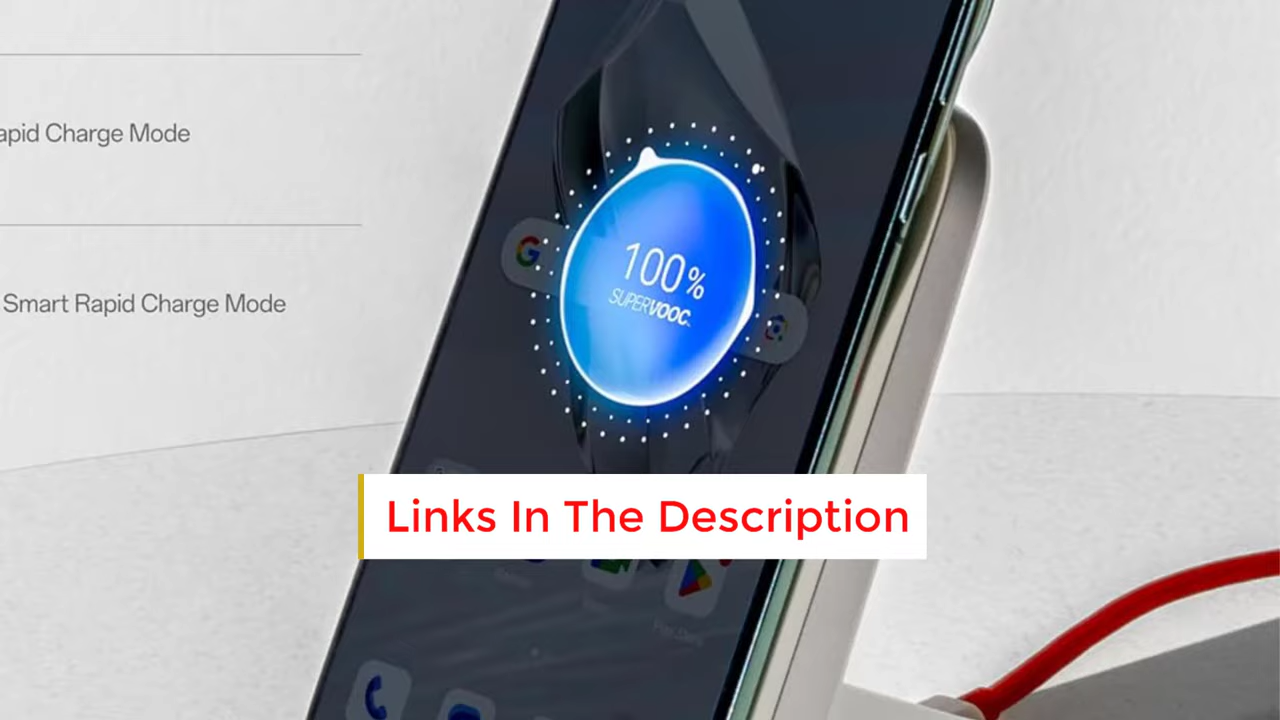 apid Charge Mode
Smart Rapid Charge Mode
100%
SUPERVOOC
Links In The Description